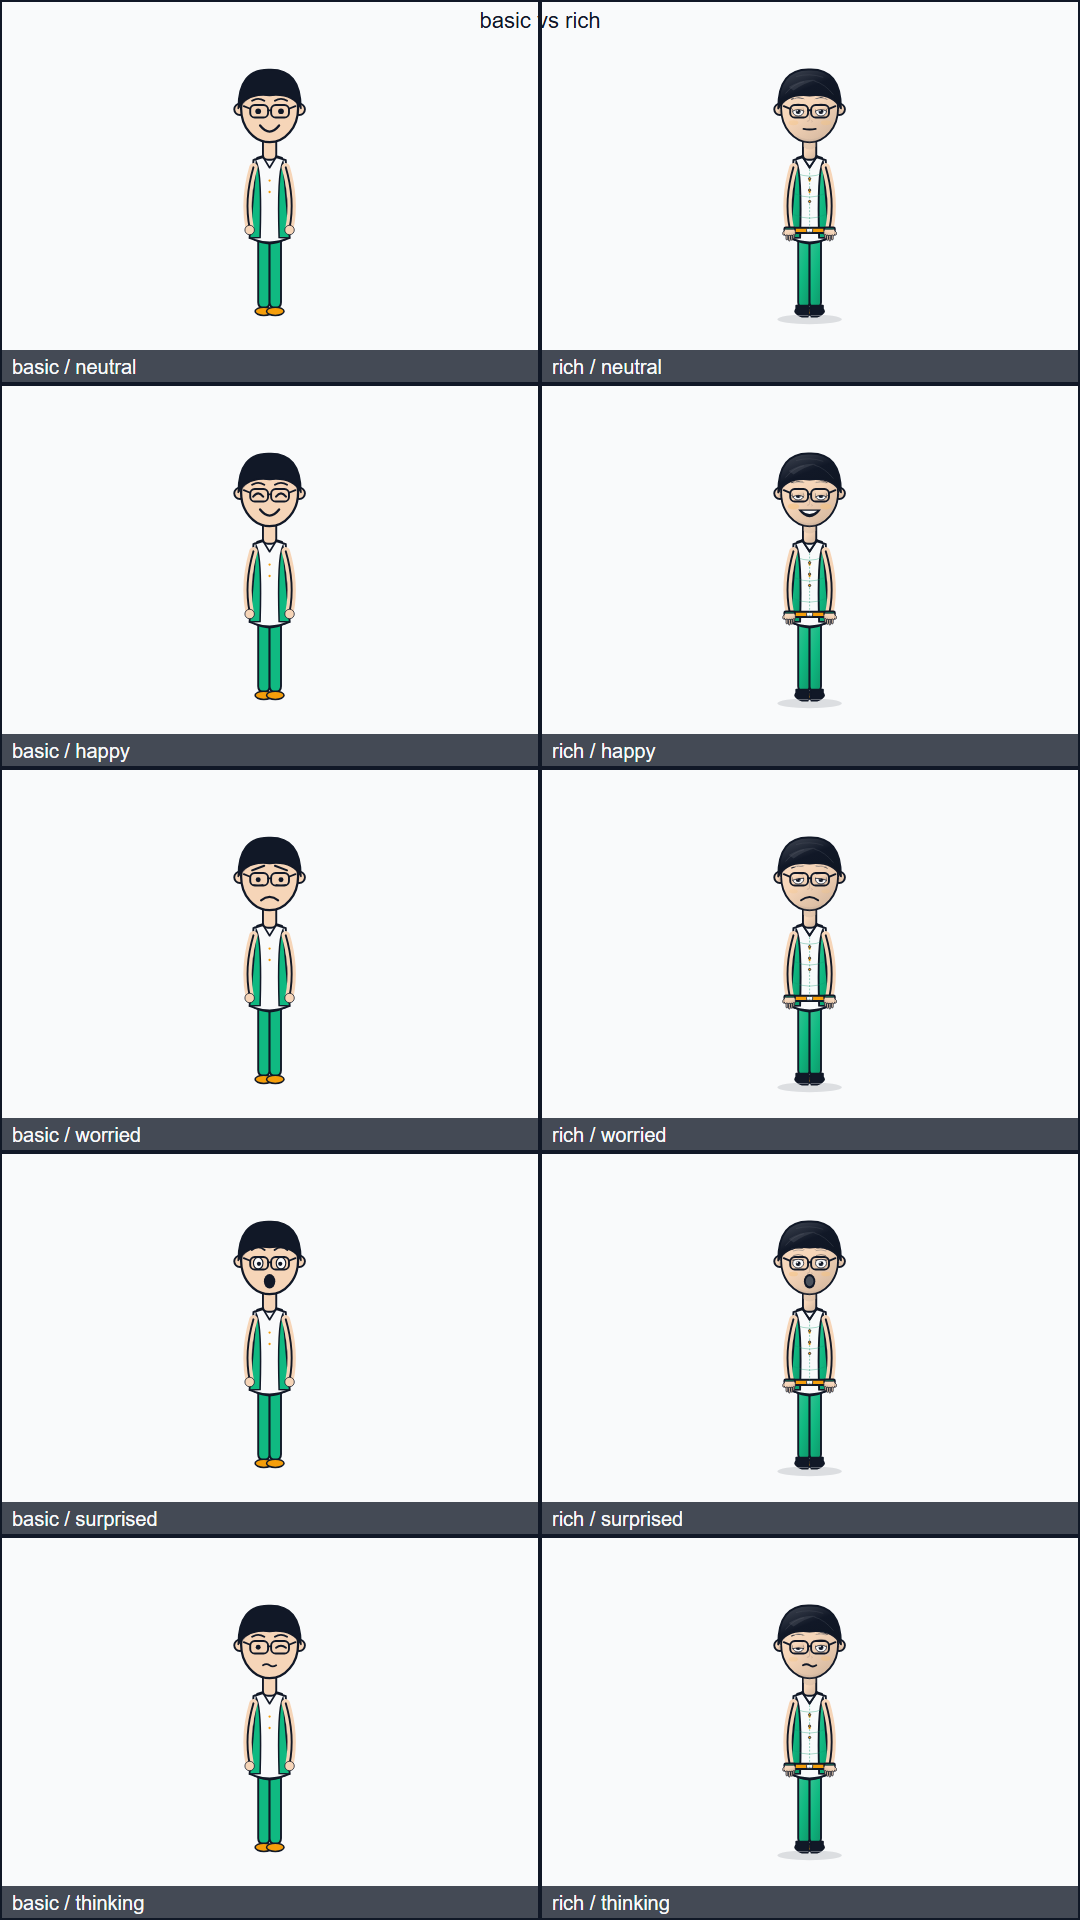 basic vs rich
basic / neutral
rich / neutral
basic / happy
rich / happy
basic / worried
rich / worried
basic / surprised
rich / surprised
basic / thinking
rich / thinking